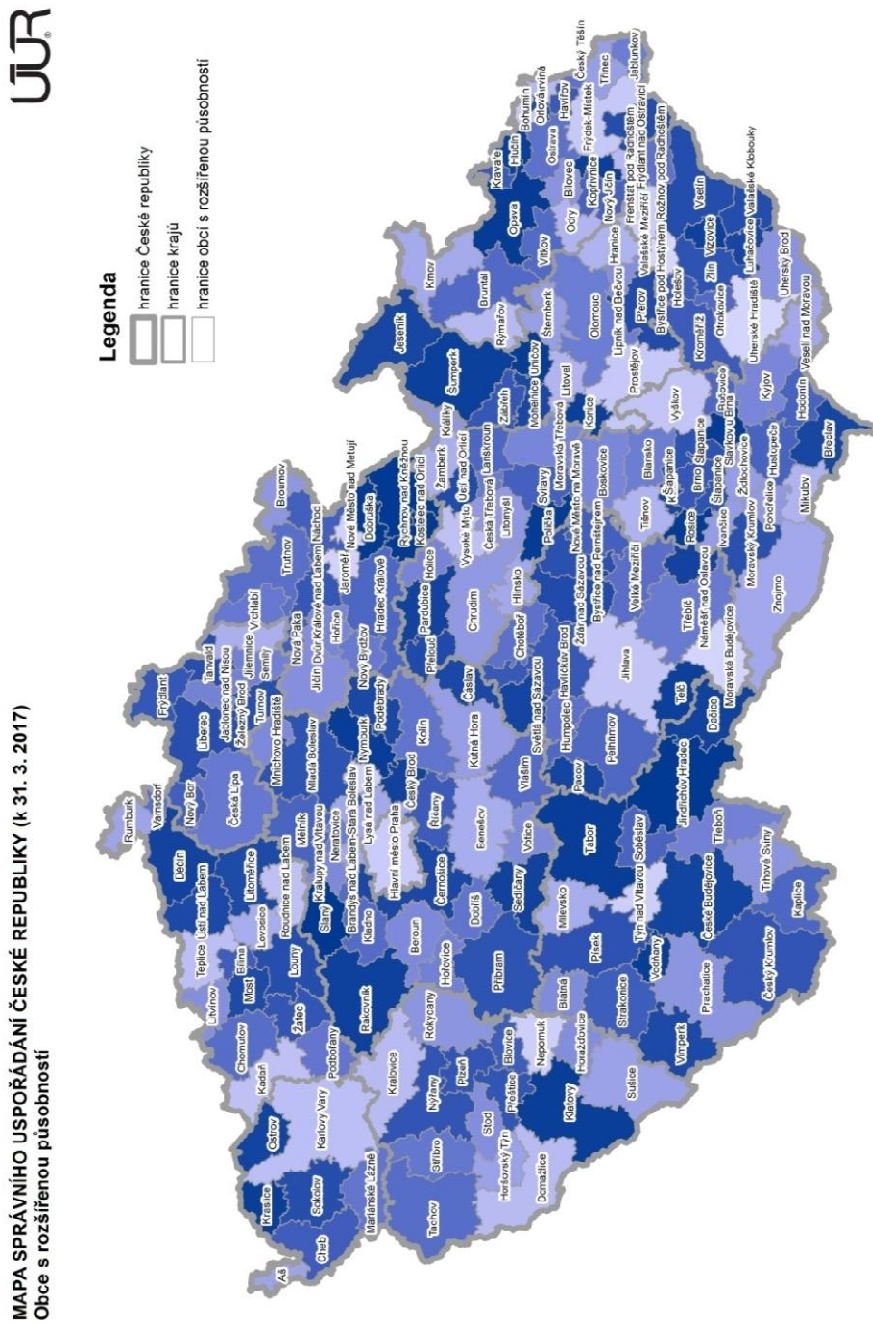 MAPA SPRÁVNÍHO USPOŘÁDÁNÍ ČESKÉ REPUBLIKY (k 31. 3. 2017)
Obce s rozšířenou působností
ÚÚR®
Legenda
hranice České republiky
hranice krajů
hranice obcí s rozšířenou působností
Aš
Cheb
Kraslice
Sokolov
Mariánské Lázně
Ostrov
Karlovy Vary
Kadaň
Chomutov
Podbořany
Žatec
Louny
Litvínov
Most
Bílina
Teplice
Ústí nad Labem
Lovosice
Litoměřice
Roudnice nad Labem
Děčín
Rumburk
Varnsdorf
Nový Bor
Česká Lípa
Liberec
Frýdlant
Jablonec nad Nisou
Tanvald
Železný Brod
Turnov
Semily
Jilemnice
Vrchlabí
Trutnov
Broumov
Náchod
Nové Město nad Metují
Dobruška
Jaroměř
Dvůr Králové nad Labem
Nová Paka
Jičín
Hořice
Nový Bydžov
Hradec Králové
Rychnov nad Kněžnou
Kostelec nad Orlicí
Tachov
Stříbro
Nýřany
Plzeň
Kralovice
Rokycany
Stod
Přeštice
Blovice
Nepomuk
Horšovský Týn
Domažlice
Klatovy
Sušice
Horažďovice
Rakovník
Slaný
Kladno
Kralupy nad Vltavou
Mělník
Neratovice
Brandýs nad Labem-Stará Boleslav
Lysá nad Labem
Hlavní město Praha
Mladá Boleslav
Mnichovo Hradiště
Nymburk
Poděbrady
Český Brod
Kolín
Kutná Hora
Čáslav
Říčany
Černošice
Beroun
Hořovice
Příbram
Dobříš
Sedlčany
Benešov
Votice
Vlašim
Blatná
Strakonice
Písek
Milevsko
Tábor
Soběslav
Týn nad Vltavou
Vodňany
Vimperk
Prachatice
Český Krumlov
České Budějovice
Kaplice
Trhové Sviny
Třeboň
Jindřichův Hradec
Dačice
Pacov
Pelhřimov
Humpolec
Světlá nad Sázavou
Havlíčkův Brod
Chotěboř
Žďár nad Sázavou
Nové Město na Moravě
Bystřice nad Pernštejnem
Velké Meziříčí
Jihlava
Telč
Třebíč
Náměšť nad Oslavou
Moravské Budějovice
Přelouč
Pardubice
Holice
Chrudim
Hlinsko
Vysoké Mýto
Litomyšl
Polička
Svitavy
Česká Třebová
Ústí nad Orlicí
Žamberk
Králíky
Lanškroun
Moravská Třebová
Znojmo
Moravský Krumlov
Ivančice
Rosice
Tišnov
Kuřim
Brno
Šlapanice
Šlapanice
Blansko
Boskovice
Vyškov
Bučovice
Slavkov u Brna
Židlochovice
Pohořelice
Hustopeče
Mikulov
Břeclav
Hodonín
Kyjov
Veselí nad Moravou
Jeseník
Šumperk
Zábřeh
Mohelnice
Uničov
Litovel
Konice
Prostějov
Olomouc
Šternberk
Lipník nad Bečvou
Hranice
Přerov
Kroměříž
Holešov
Bystřice pod Hostýnem
Valašské Meziříčí
Rožnov pod Radhoštěm
Vsetín
Vizovice
Zlín
Otrokovice
Luhačovice
Valašské Klobouky
Uherské Hradiště
Uherský Brod
Rýmařov
Bruntál
Krnov
Opava
Vítkov
Odry
Bílovec
Nový Jičín
Kopřivnice
Frenštát pod Radhoštěm
Frýdlant nad Ostravicí
Frýdek-Místek
Kravaře
Hlučín
Ostrava
Bohumín
Orlová
Karviná
Havířov
Český Těšín
Třinec
Jablunkov